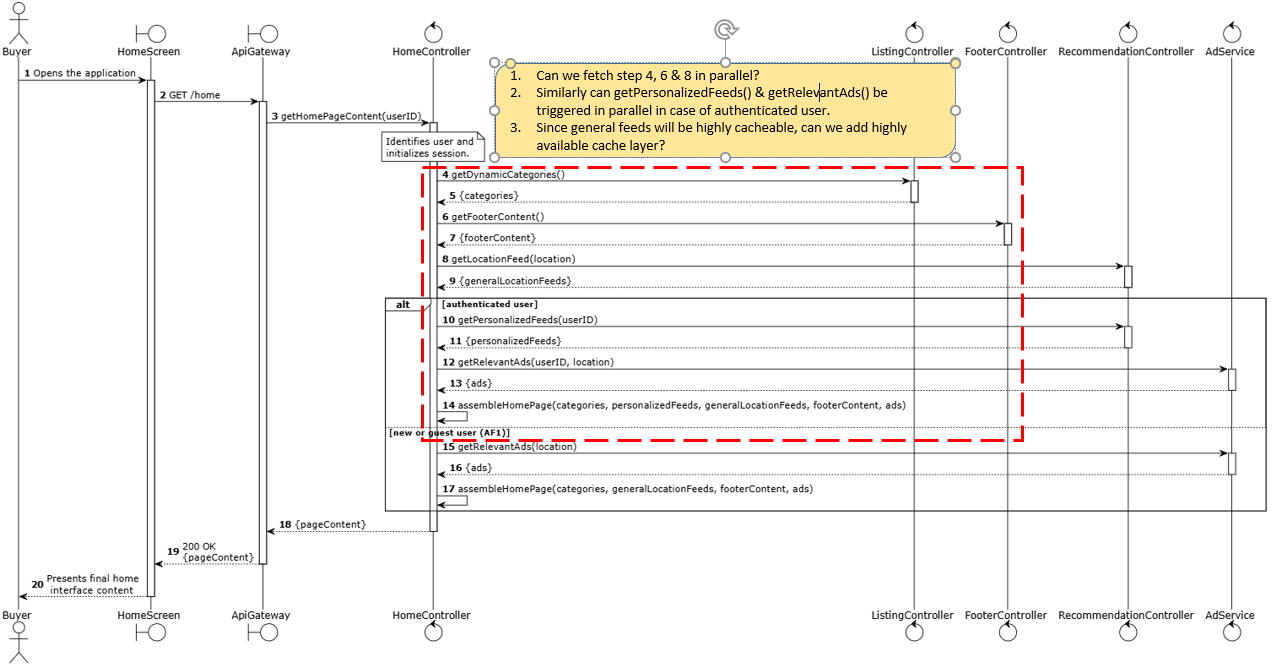 Buyer HomeScreen ApiGateway HomeController ListingController FooterController RecommendationController AdService
1. Can we fetch step 4, 6 & 8 in parallel?
2. Similarly can getPersonalizedFeeds() & getRelevantAds() be
triggered in parallel in case of authenticated user.
3. Since general feeds will be highly cacheable, can we add highly
available cache layer?
1 Opens the application
2 GET /home
3 getHomePageContent(userID)
Identifies user and
initializes session.
4 getDynamicCategories()
5 {categories}
6 getFooterContent()
7 {footerContent}
8 getLocationFeed(location)
9 {generalLocationFeeds}
alt [authenticated user]
10 getPersonalizedFeeds(userID)
11 {personalizedFeeds}
12 getRelevantAds(userID, location)
13 {ads}
14 assembleHomePage(categories, personalizedFeeds, generalLocationFeeds, footerContent, ads)
[new or guest user (AF1)]
15 getRelevantAds(location)
16 {ads}
17 assembleHomePage(categories, generalLocationFeeds, footerContent, ads)
18 {pageContent}
19 200 OK
{pageContent}
20 Presents final home
interface content
Buyer HomeScreen ApiGateway HomeController ListingController FooterController RecommendationController AdService